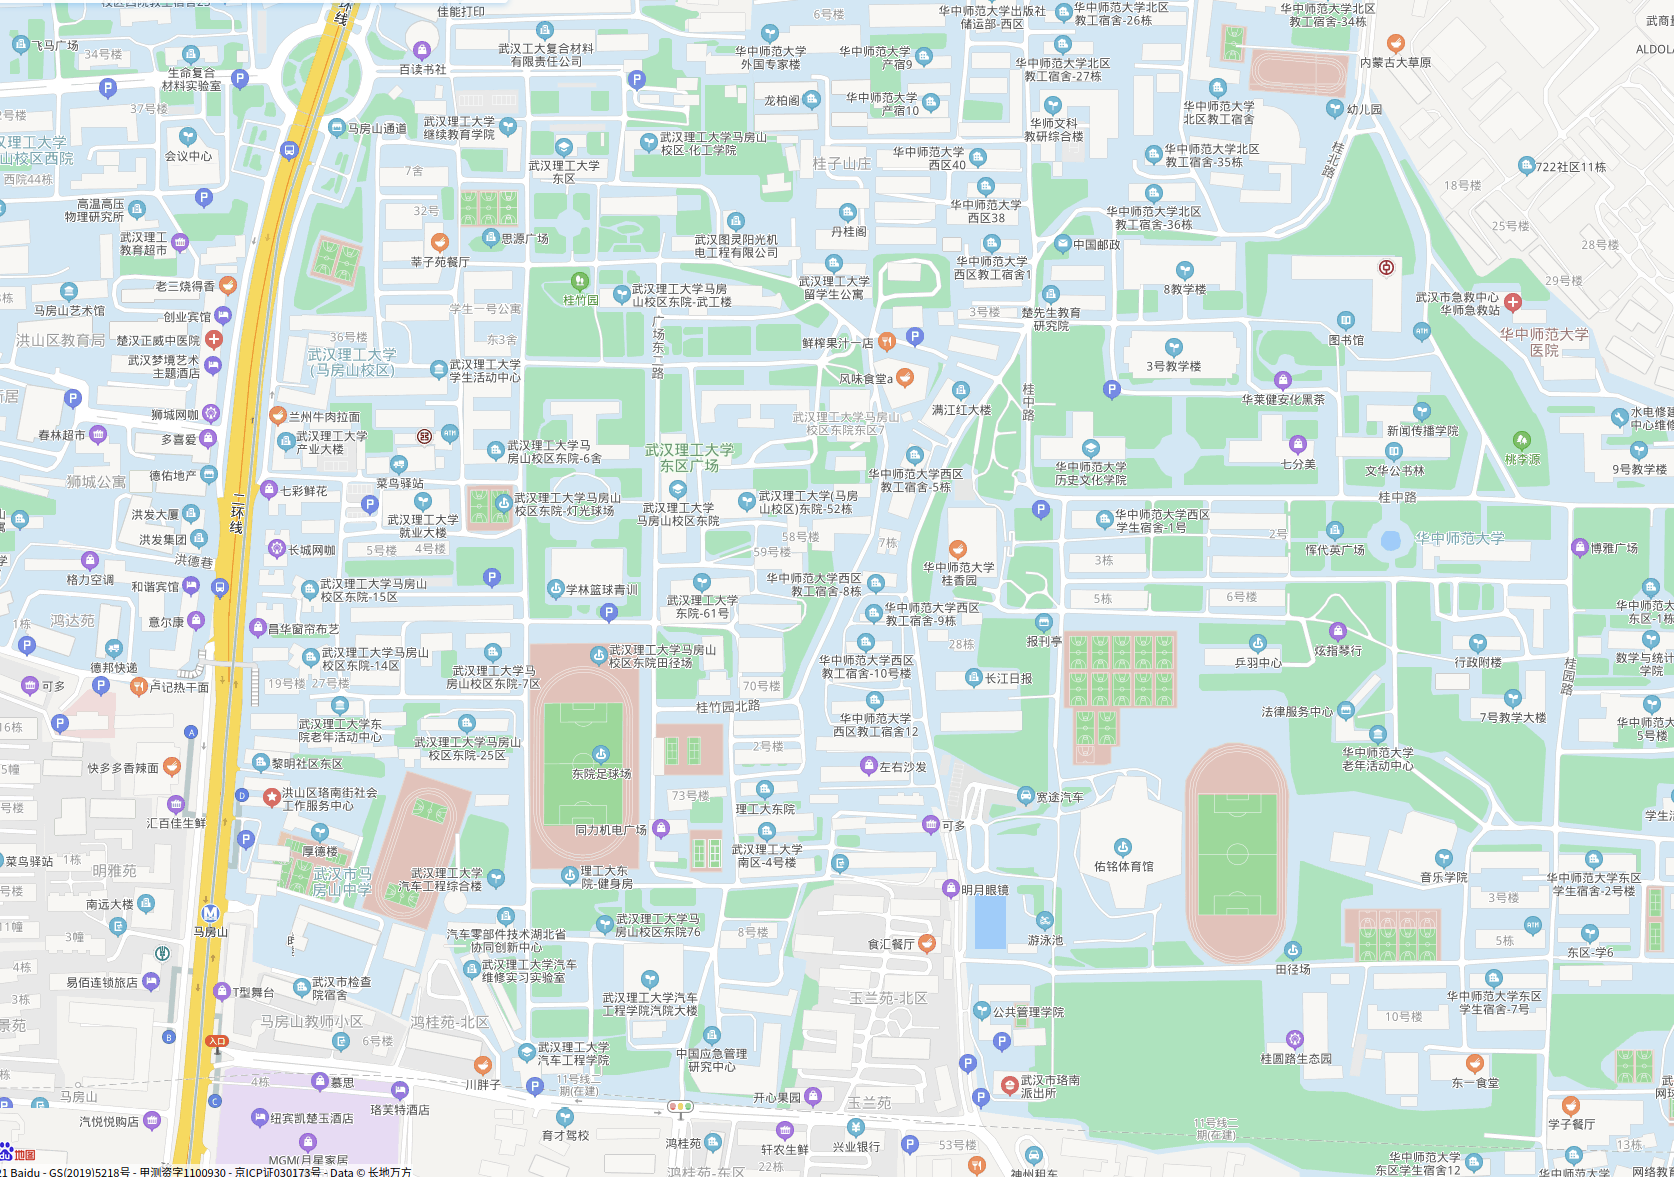 佳能打印
6号楼
华中师范大学出版社
储运部-西区
华中师范大学北区
教工宿舍-26栋
华中师范大学北区
教工宿舍-34栋
飞马广场
34号楼
生命复合
材料实验室
百读书社
武汉工大复合材料
有限责任公司
华中师范大学
外国专家楼
华中师范大学
产宿9
华中师范大学北区
教工宿舍-27栋
内蒙古大草原
ALDOL
37号楼
马房山通道
武汉理工大学
继续教育学院
龙柏阁
华中师范大学
产宿10
华师文科
教研综合楼
华中师范大学
北区教工宿舍
幼儿园
会议中心
武汉理工大学马房山
校区-化工学院
武汉理工大学
东区
桂子山庄
华中师范大学
西区40
华中师范大学北区
教工宿舍-35栋
桂北路
722社区11栋
山校区西院
西院44栋
7舍
18号楼
高温高压
物理研究所
32号
武汉理工
教育超市
思源广场
莘子苑餐厅
武汉图灵阳光机
电工程有限公司
丹桂阁
华中师范大学
西区38
华中师范大学北区
教工宿舍-36栋
25号楼
28号楼
中国邮政
华中师范大学
西区教工宿舍1
8教学楼
29号楼
老三烧得香
马房山艺术馆
创业宾馆
桂竹园
武汉理工大学马房
山校区东院-武工楼
武汉理工大学
留学生公寓
学生一号公寓
3号楼
楚先生教育
研究院
图书馆
ATM
武汉市急救中心
华师急救站
华中师范大学
医院
洪山区教育局
楚汉正威中医院
36号楼
东3舍
广场东二路
鲜榨果汁一店
3号教学楼
武汉梦境艺术
主题酒店
武汉理工大学
(马房山校区)
武汉理工大学
学生活动中心
风味食堂a
华莱健安化黑茶
狮城网咖
兰州牛肉拉面
满江红大楼
桂中路
新闻传播学院
春林超市
多喜爱
武汉理工大学
产业大楼
ATM
武汉理工大学马房山
校区东院东区7
武汉理工大学马
房山校区东院-6舍
武汉理工大学
东区广场
七分美
文华公书林
桃李源
9号教学楼
狮城公寓
德佑地产
菜鸟驿站
华中师范大学西区
教工宿舍-5栋
华中师范大学
历史文化学院
桂中路
七彩鲜花
二环线
洪发大厦
洪发集团
洪德巷
武汉理工大学
就业大楼
武汉理工大学马房山
校区东院-灯光球场
武汉理工大学
马房山校区东院
武汉理工大学(马房
山校区)东院-52栋
华中师范大学西区
学生宿舍-1号
2号
恽代英广场
华中师范大学
博雅广场
5号楼
4号楼
58号楼
59号楼
7栋
长城网咖
格力空调
和谐宾馆
华中师范大学
桂香园
3栋
武汉理工大学马房山
校区东院-15区
学林篮球青训
武汉理工大学
东院-61号
华中师范大学西区
教工宿舍-8栋
华中师范大学西区
教工宿舍-9栋
5栋
6号楼
鸿达苑
1栋
意尔康
昌华窗帘布艺
报刊亭
28栋
乒羽中心
炫指琴行
行政附楼
德邦快递
可多
卢记热干面
武汉理工大学马房山
校区东院-14区
19号楼
27号楼
武汉理工大学马
房山校区东院-7区
武汉理工大学马房山
校区东院田径场
华中师范大学西区
教工宿舍-10号楼
长江日报
桂园路
70号楼
桂竹园北路
法律服务中心
7号教学大楼
武汉理工大学东
院老年活动中心
武汉理工大学马房山
校区东院-25区
华中师范大学
西区教工宿舍12
华中师范大学
老年活动中心
2号楼
快多多香辣面
黎明社区东区
东院足球场
左右沙发
洪山区珞南街社会
工作服务中心
汇百佳生鲜
73号楼
理工大东院
宽途汽车
同力机电广场
可多
菜鸟驿站
1栋
厚德楼
武汉理工大学
南区-4号楼
佑铭体育馆
音乐学院
明雅苑
武汉市马
房山中学
武汉理工大学
汽车工程综合楼
理工大东
院-健身房
明月眼镜
华中师范大学东区
学生宿舍-2号楼
3号楼
南远大楼
马房山
汽车零部件技术湖北省
协同创新中心
武汉理工大学马
房山校区东院76
8号楼
食汇餐厅
游泳池
田径场
ATM
5栋
东区-学6
3幢
4栋
易佰连锁旅店
T型舞台
武汉市检查
院宿舍
武汉理工大学汽车
维修实习实验室
武汉理工大学汽车
工程学院汽院大楼
玉兰苑-北区
公共管理学院
华中师范大学东区
学生宿舍-7号
10号楼
3栋
马房山教师小区
鸿桂苑-北区
6号楼
入口
武汉理工大学
汽车工程学院
中国应急管理
研究中心
桂园路生态园
川胖子
11号线二
期(在建)
武汉市珞南
派出所
东一食堂
4栋
慕思
珞芙特酒店
马房山
开心果园
玉兰苑
纽宾凯楚玉酒店
汽悦悦购店
育才驾校
鸿桂苑
轩农生鲜
兴业银行
53号楼
11号线二
期(在建)
学子餐厅
13栋
MGM(月星家居
鸿桂苑-东区
22栋
神州租车
华中师范大学
东区学生宿舍12
地图
21 Baidu - GS(2019)5218号 - 甲测资字1100930 - 京ICP证030173号 - Data © 长地万方